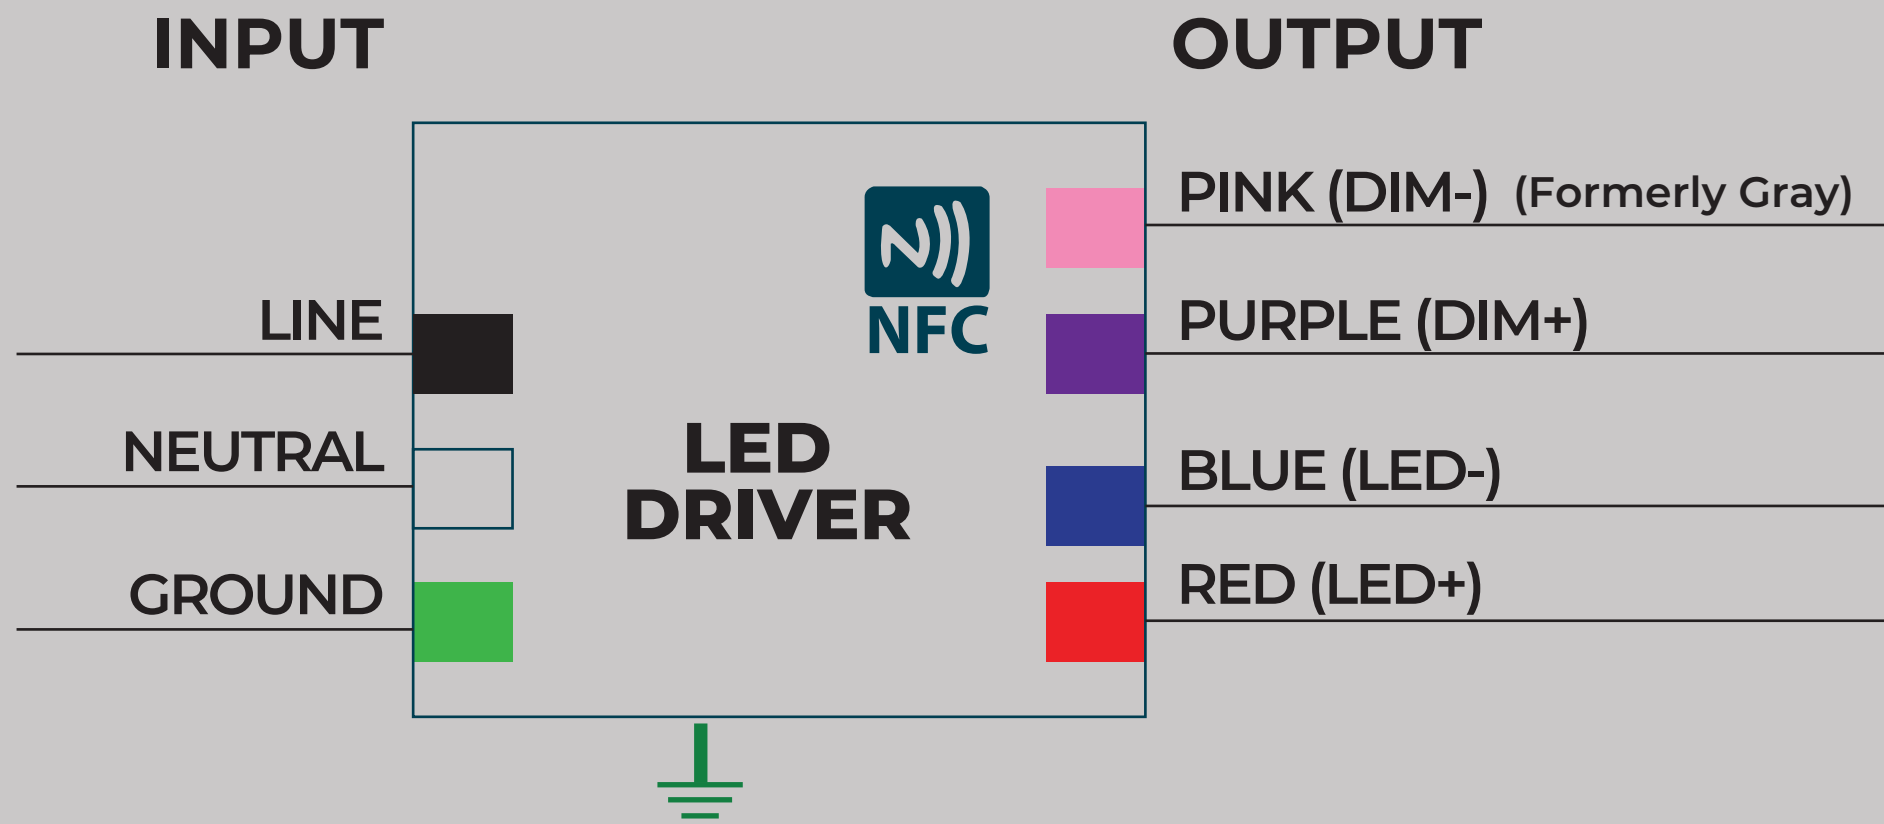 INPUT
OUTPUT
PINK (DIM-) (Formerly Gray)
LINE
NFC
PURPLE (DIM+)
NEUTRAL
LED
DRIVER
BLUE (LED-)
GROUND
RED (LED+)